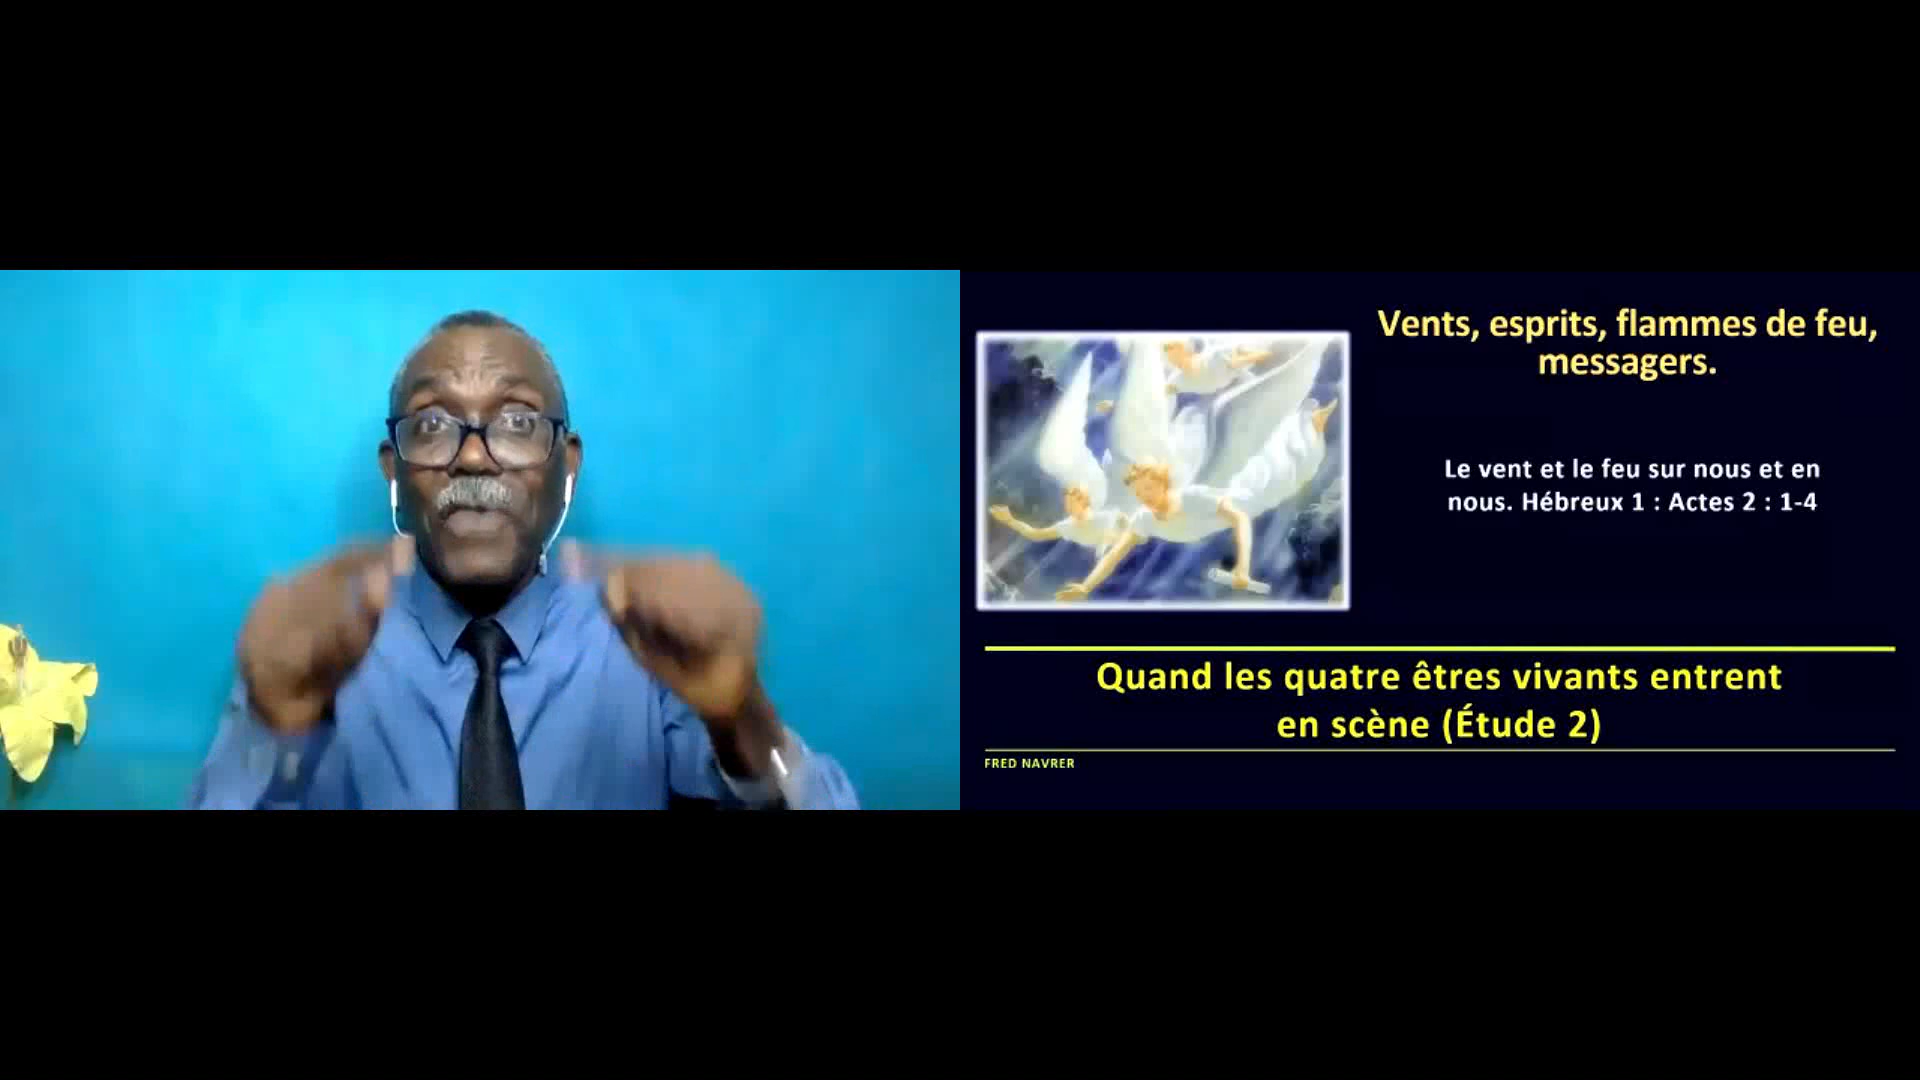 Vents, esprits, flammes de feu,
messagers.
Le vent et le feu sur nous et en
nous. Hébreux 1 : Actes 2 : 1-4
Quand les quatre êtres vivants entrent
en scène (Étude 2)
FRED NAVRER